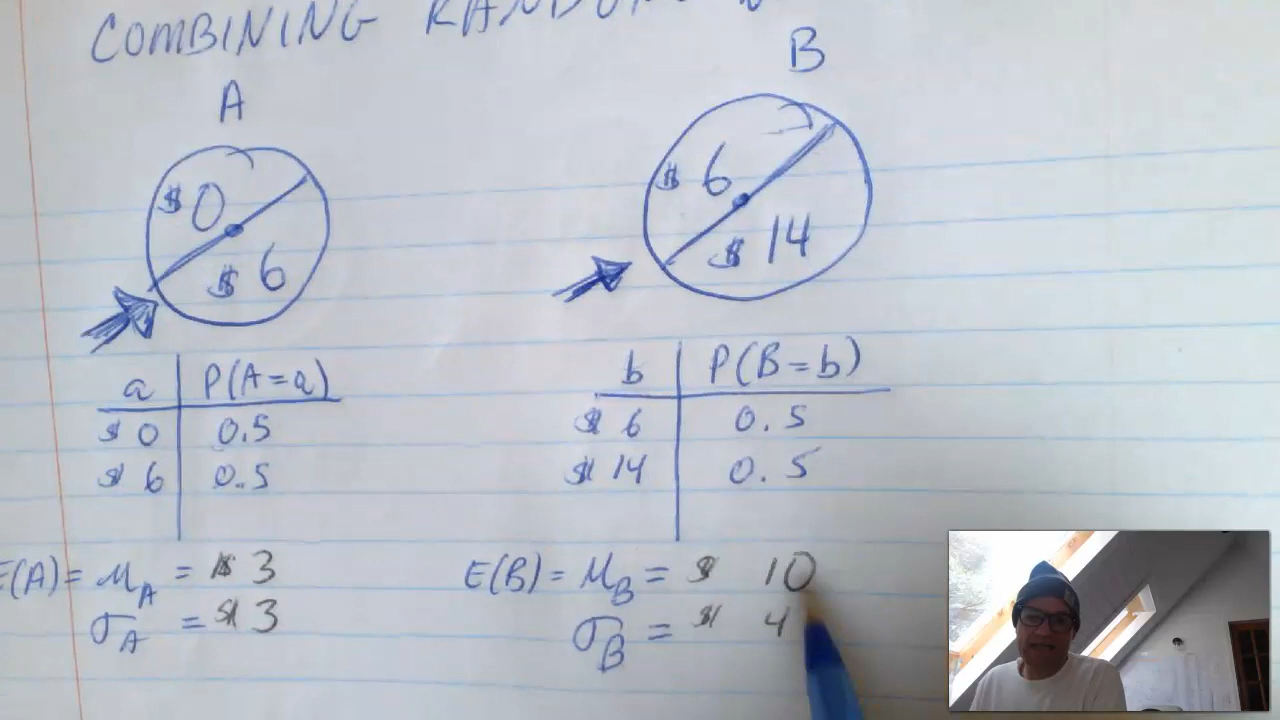 COMBINING RANDOM
A
B
$ 0
$ 6
$ 6
$ 14
a P(A=a)
$ 0 0.5
$ 6 0.5
b P(B=b)
$ 6 0.5
$ 14 0.5
E(A) = μA = $ 3
σA = $ 3
E(B) = μB = $ 10
σB = $ 4